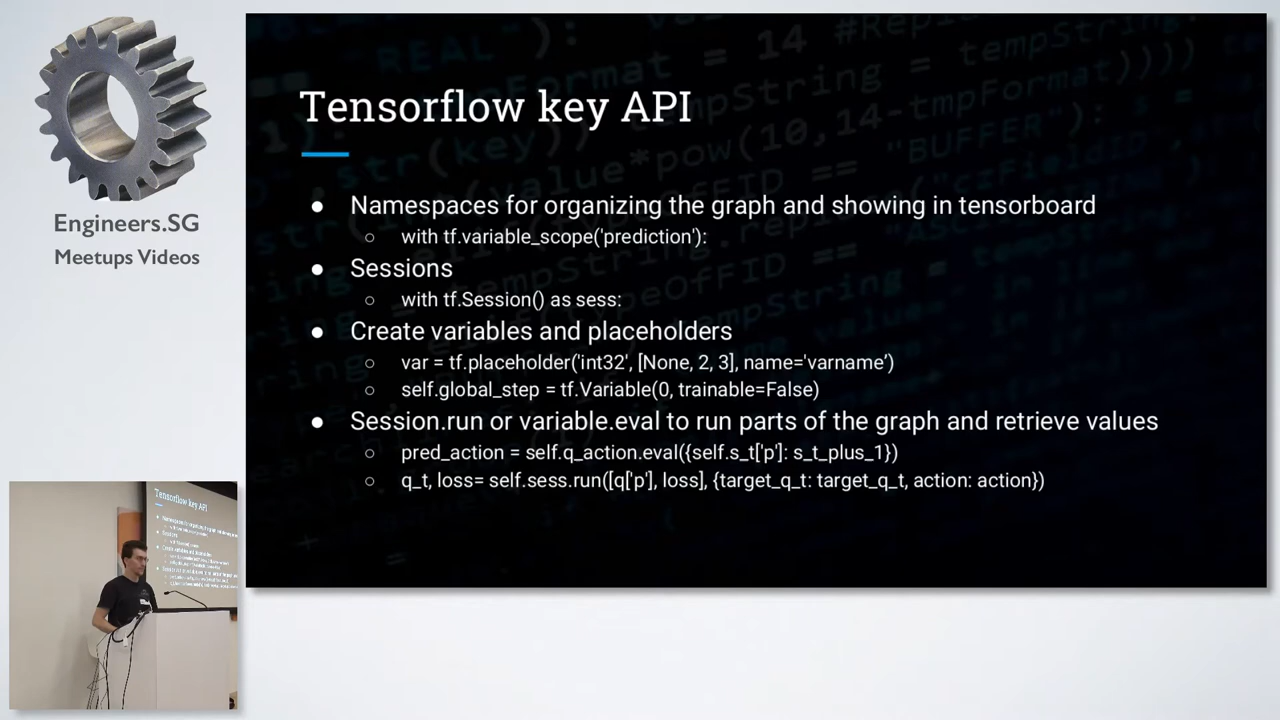 Engineers.SG
Meetups Videos
Tensorflow key API
● Namespaces for organizing the graph and showing in tensorboard
○ with tf.variable_scope('prediction'):
● Sessions
○ with tf.Session() as sess:
● Create variables and placeholders
○ var = tf.placeholder('int32', [None, 2, 3], name='varname’)
○ self.global_step = tf.Variable(0, trainable=False)
● Session.run or variable.eval to run parts of the graph and retrieve values
○ pred_action = self.q_action.eval({self.s_t['p']: s_t_plus_1})
○ q_t, loss= self.sess.run([q['p'], loss], {target_q_t: target_q_t, action: action})
Tensorflow key API